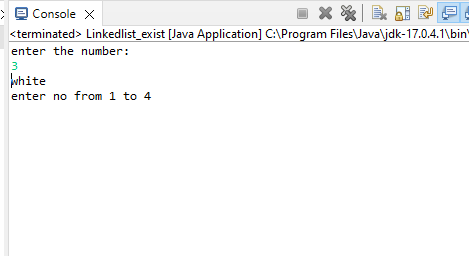 Console
<terminated> Linkedlist_exist [Java Application] C:\Program Files\Java\jdk-17.0.4.1\bin\
enter the number:
3
white
enter no from 1 to 4